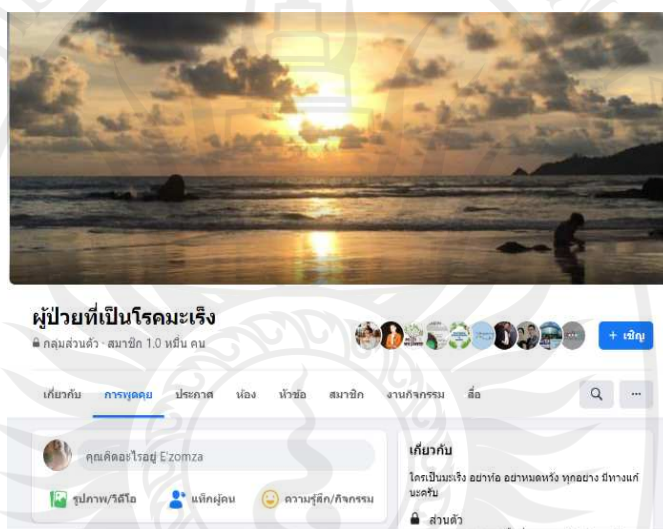 ผู้ป่วยที่เป็นโรคมะเร็ง
กลุ่มส่วนตัว · สมาชิก 1.0 หมื่น คน
+ เชิญ
เกี่ยวกับ การพูดคุย ประกาศ ห้อง หัวข้อ สมาชิก งานกิจกรรม สื่อ
คุณคิดอะไรอยู่ E'zomza
รูปภาพ/วิดีโอ แท็กผู้คน ความรู้สึก/กิจกรรม
เกี่ยวกับ
ใครเป็นมะเร็ง อย่าท้อ อย่าหมดหวัง ทุกอย่าง มีทางแก้
นะครับ
ส่วนตัว